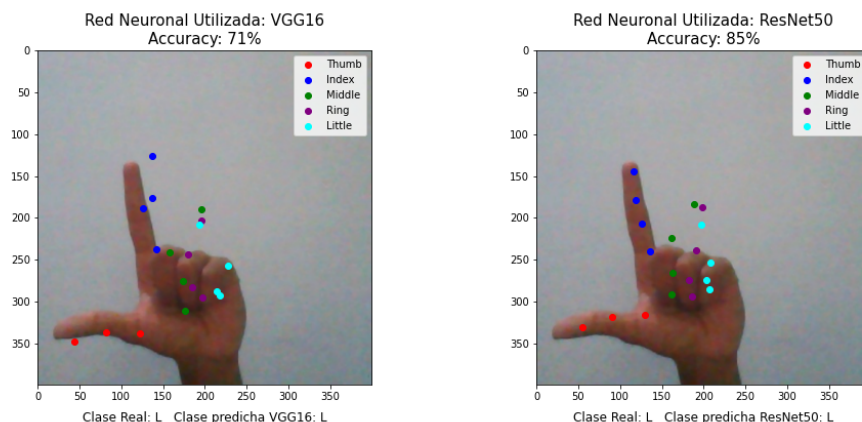 Red Neuronal Utilizada: VGG16
Accuracy: 71%
0
50
100
150
200
250
300
350
0 50 100 150 200 250 300 350
Thumb
Index
Middle
Ring
Little
Clase Real: L Clase predicha VGG16: L
Red Neuronal Utilizada: ResNet50
Accuracy: 85%
0
50
100
150
200
250
300
350
0 50 100 150 200 250 300 350
Thumb
Index
Middle
Ring
Little
Clase Real: L Clase predicha ResNet50: L